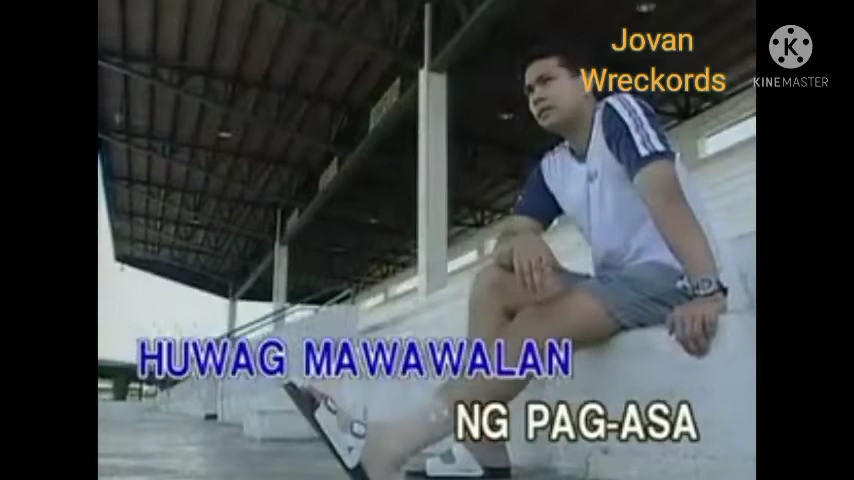 Jovan
Wreckords
K
KINEMASTER
HUWAG MAWAWALAN
NG PAG-ASA